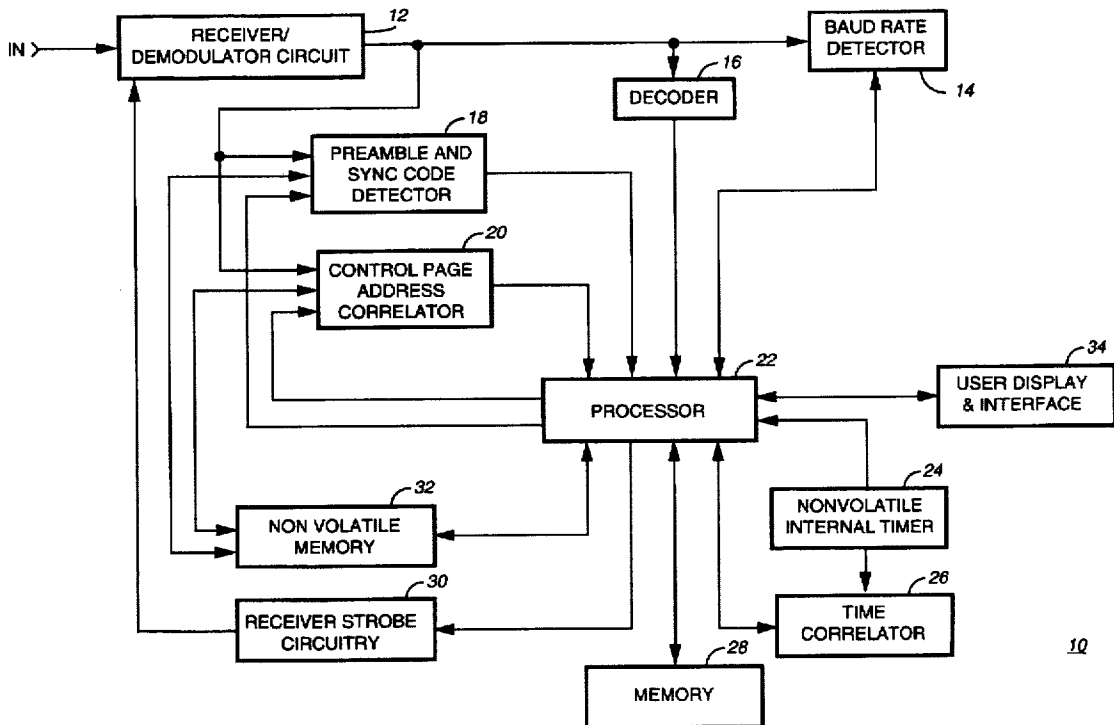 12
RECEIVER/
DEMODULATOR CIRCUIT
IN
BAUD RATE
DETECTOR
14
16
DECODER
18
PREAMBLE AND
SYNC CODE
DETECTOR
20
CONTROL PAGE
ADDRESS
CORRELATOR
22
PROCESSOR
34
USER DISPLAY
& INTERFACE
24
NONVOLATILE
INTERNAL TIMER
32
NON VOLATILE
MEMORY
26
TIME
CORRELATOR
30
RECEIVER STROBE
CIRCUITRY
28
MEMORY
10